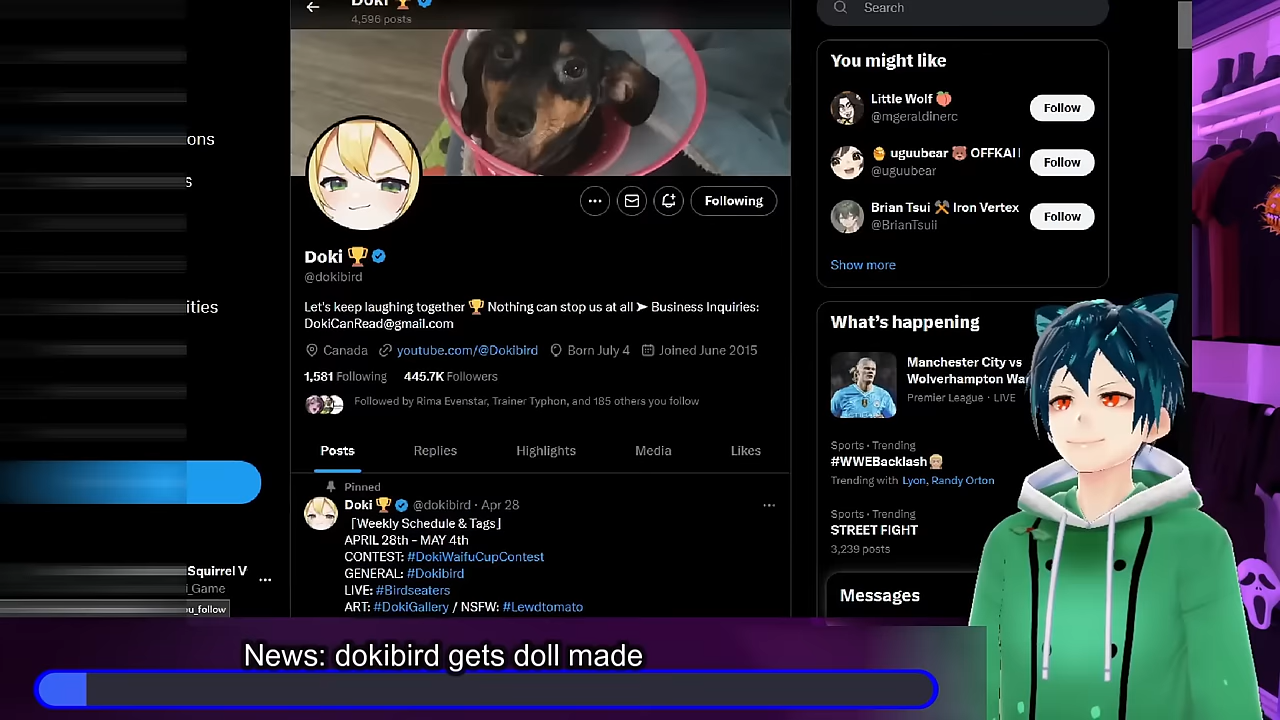 Doki 🏆
4,596 posts
Search
ons
s
ities
Squirrel V
i_Game
ou_follow
Following
Doki 🏆
@dokibird
Let's keep laughing together 🏆 Nothing can stop us at all ➤ Business Inquiries:
DokiCanRead@gmail.com
Canada youtube.com/@Dokibird Born July 4 Joined June 2015
1,581 Following 445.7K Followers
Followed by Rima Evenstar, Trainer Typhon, and 185 others you follow
Posts Replies Highlights Media Likes
Pinned
Doki 🏆 @dokibird · Apr 28
「Weekly Schedule & Tags」
APRIL 28th - MAY 4th
CONTEST: #DokiWaifuCupContest
GENERAL: #Dokibird
LIVE: #Birdseaters
ART: #DokiGallery / NSFW: #Lewdtomato
You might like
Little Wolf 🍑
@mgeraldinerc
Follow
uguubear 🐻 OFFKAI
@uguubear
Follow
Brian Tsui ⚒ Iron Vertex
@BrianTsuii
Follow
Show more
What's happening
Manchester City vs
Wolverhampton Wan
Premier League · LIVE
Sports · Trending
#WWEBacklash
Trending with Lyon, Randy Orton
Sports · Trending
STREET FIGHT
3,239 posts
Messages
News: dokibird gets doll made